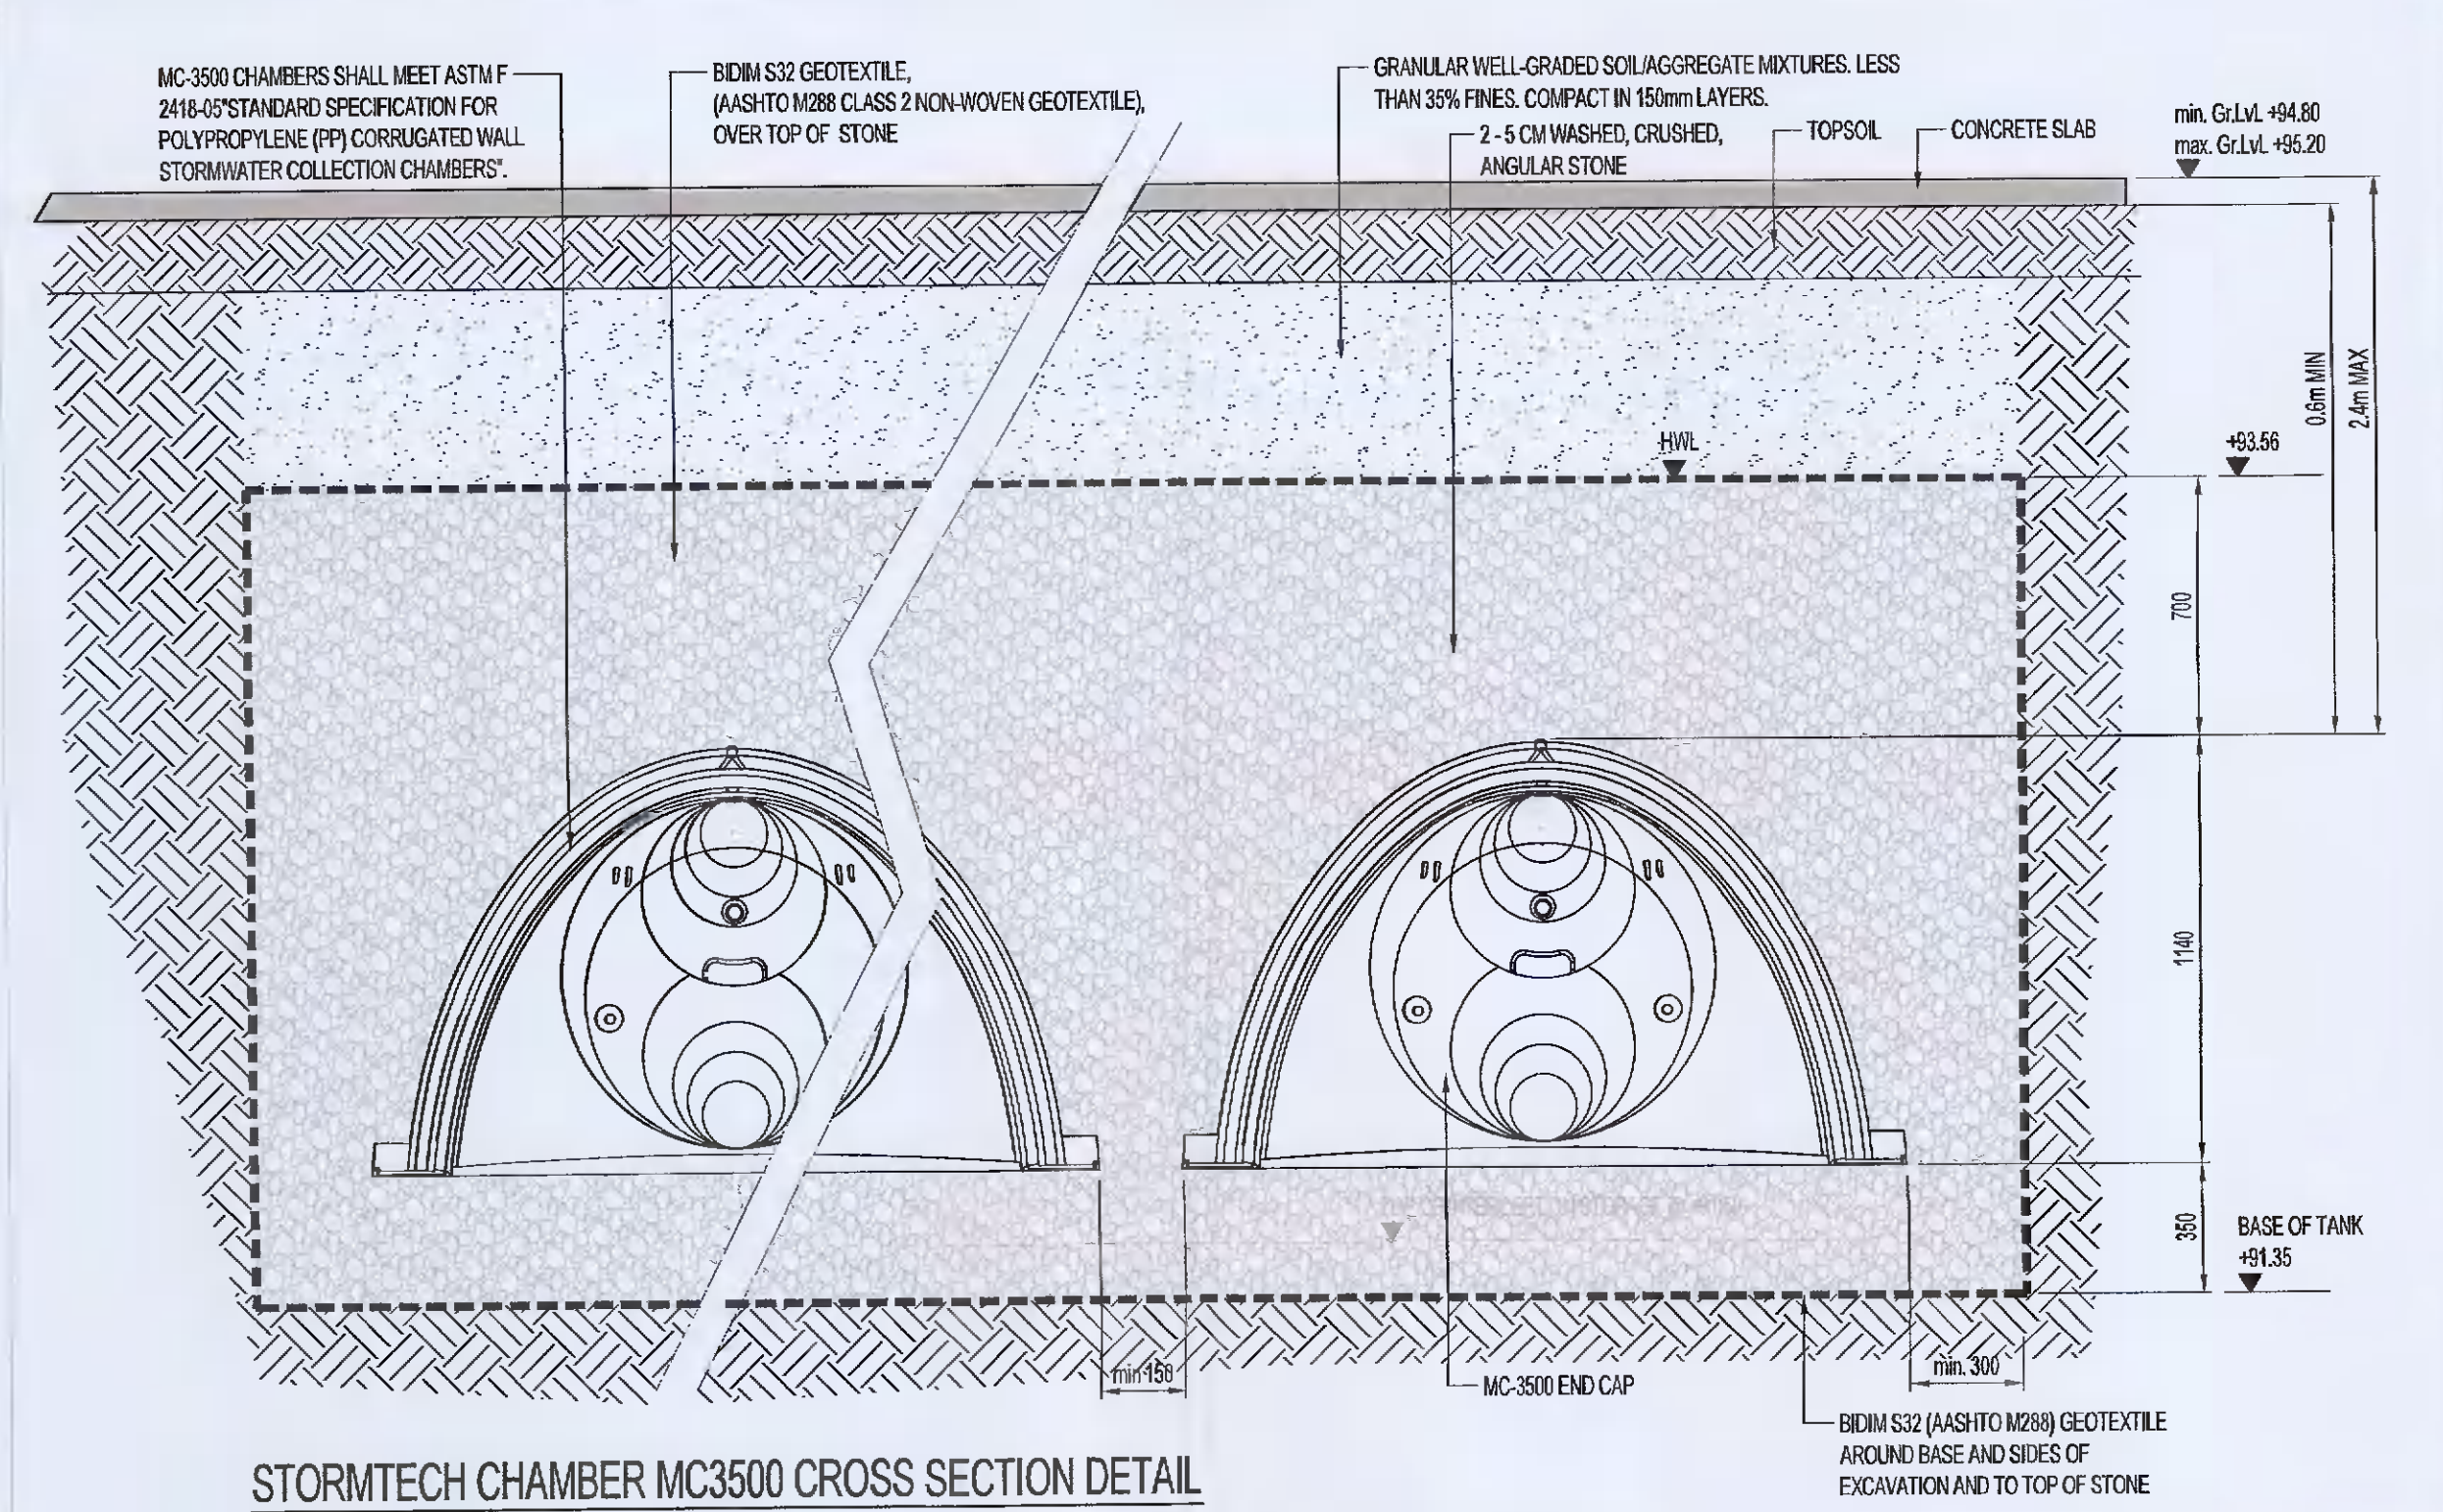 MC-3500 CHAMBERS SHALL MEET ASTM F
2418-05"STANDARD SPECIFICATION FOR
POLYPROPYLENE (PP) CORRUGATED WALL
STORMWATER COLLECTION CHAMBERS".
BIDIM S32 GEOTEXTILE,
(AASHTO M288 CLASS 2 NON-WOVEN GEOTEXTILE),
OVER TOP OF STONE
GRANULAR WELL-GRADED SOIL/AGGREGATE MIXTURES. LESS
THAN 35% FINES. COMPACT IN 150mm LAYERS.
2 - 5 CM WASHED, CRUSHED,
ANGULAR STONE
TOPSOIL
CONCRETE SLAB
min. Gr.LvL +94.80
max. Gr.LvL +95.20
0.6m MIN
2.4m MAX
HWL
+93.56
700
1140
350
BASE OF TANK
+91.35
min 150
min. 300
MC-3500 END CAP
BIDIM S32 (AASHTO M288) GEOTEXTILE
AROUND BASE AND SIDES OF
EXCAVATION AND TO TOP OF STONE
STORMTECH CHAMBER MC3500 CROSS SECTION DETAIL